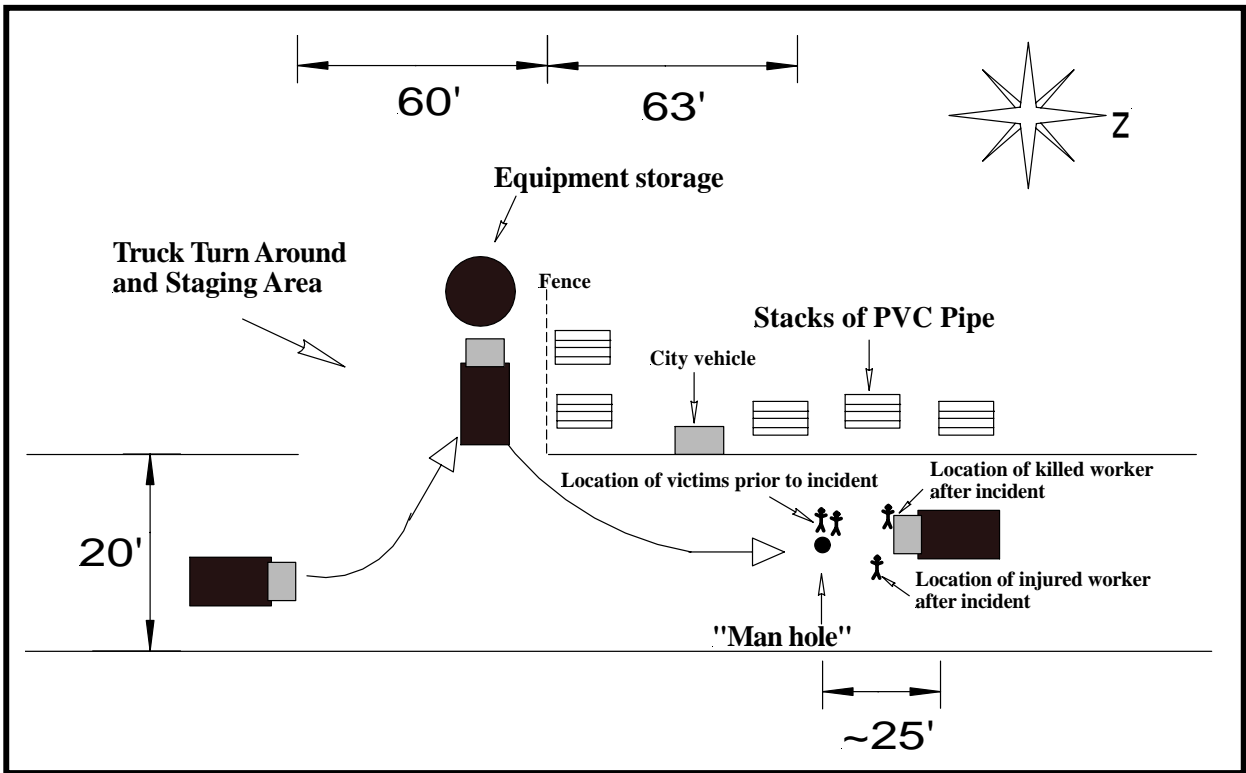 60'
63'
N
Equipment storage
Truck Turn Around
and Staging Area
Fence
Stacks of PVC Pipe
City vehicle
Location of victims prior to incident
Location of killed worker
after incident
20'
Location of injured worker
after incident
"Man hole"
~25'